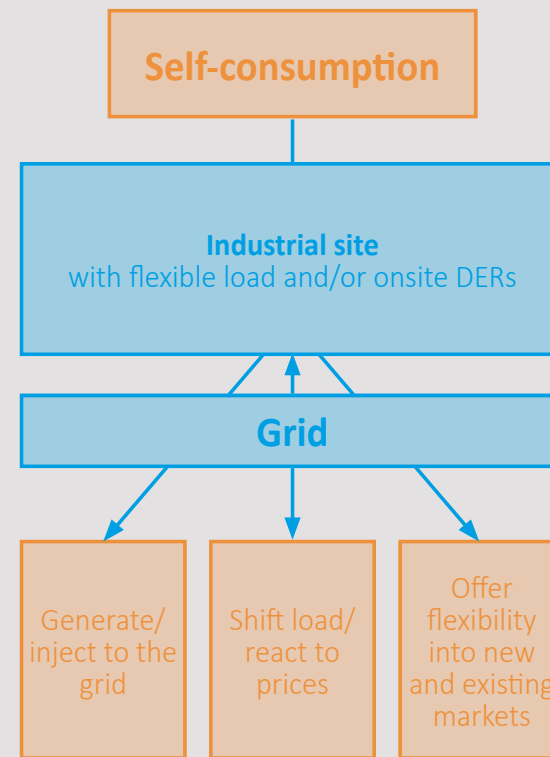 Self-consumption
Industrial site
with flexible load and/or onsite DERs
Grid
Generate/
inject to the
grid
Shift load/
react to
prices
Offer
flexibility
into new
and existing
markets